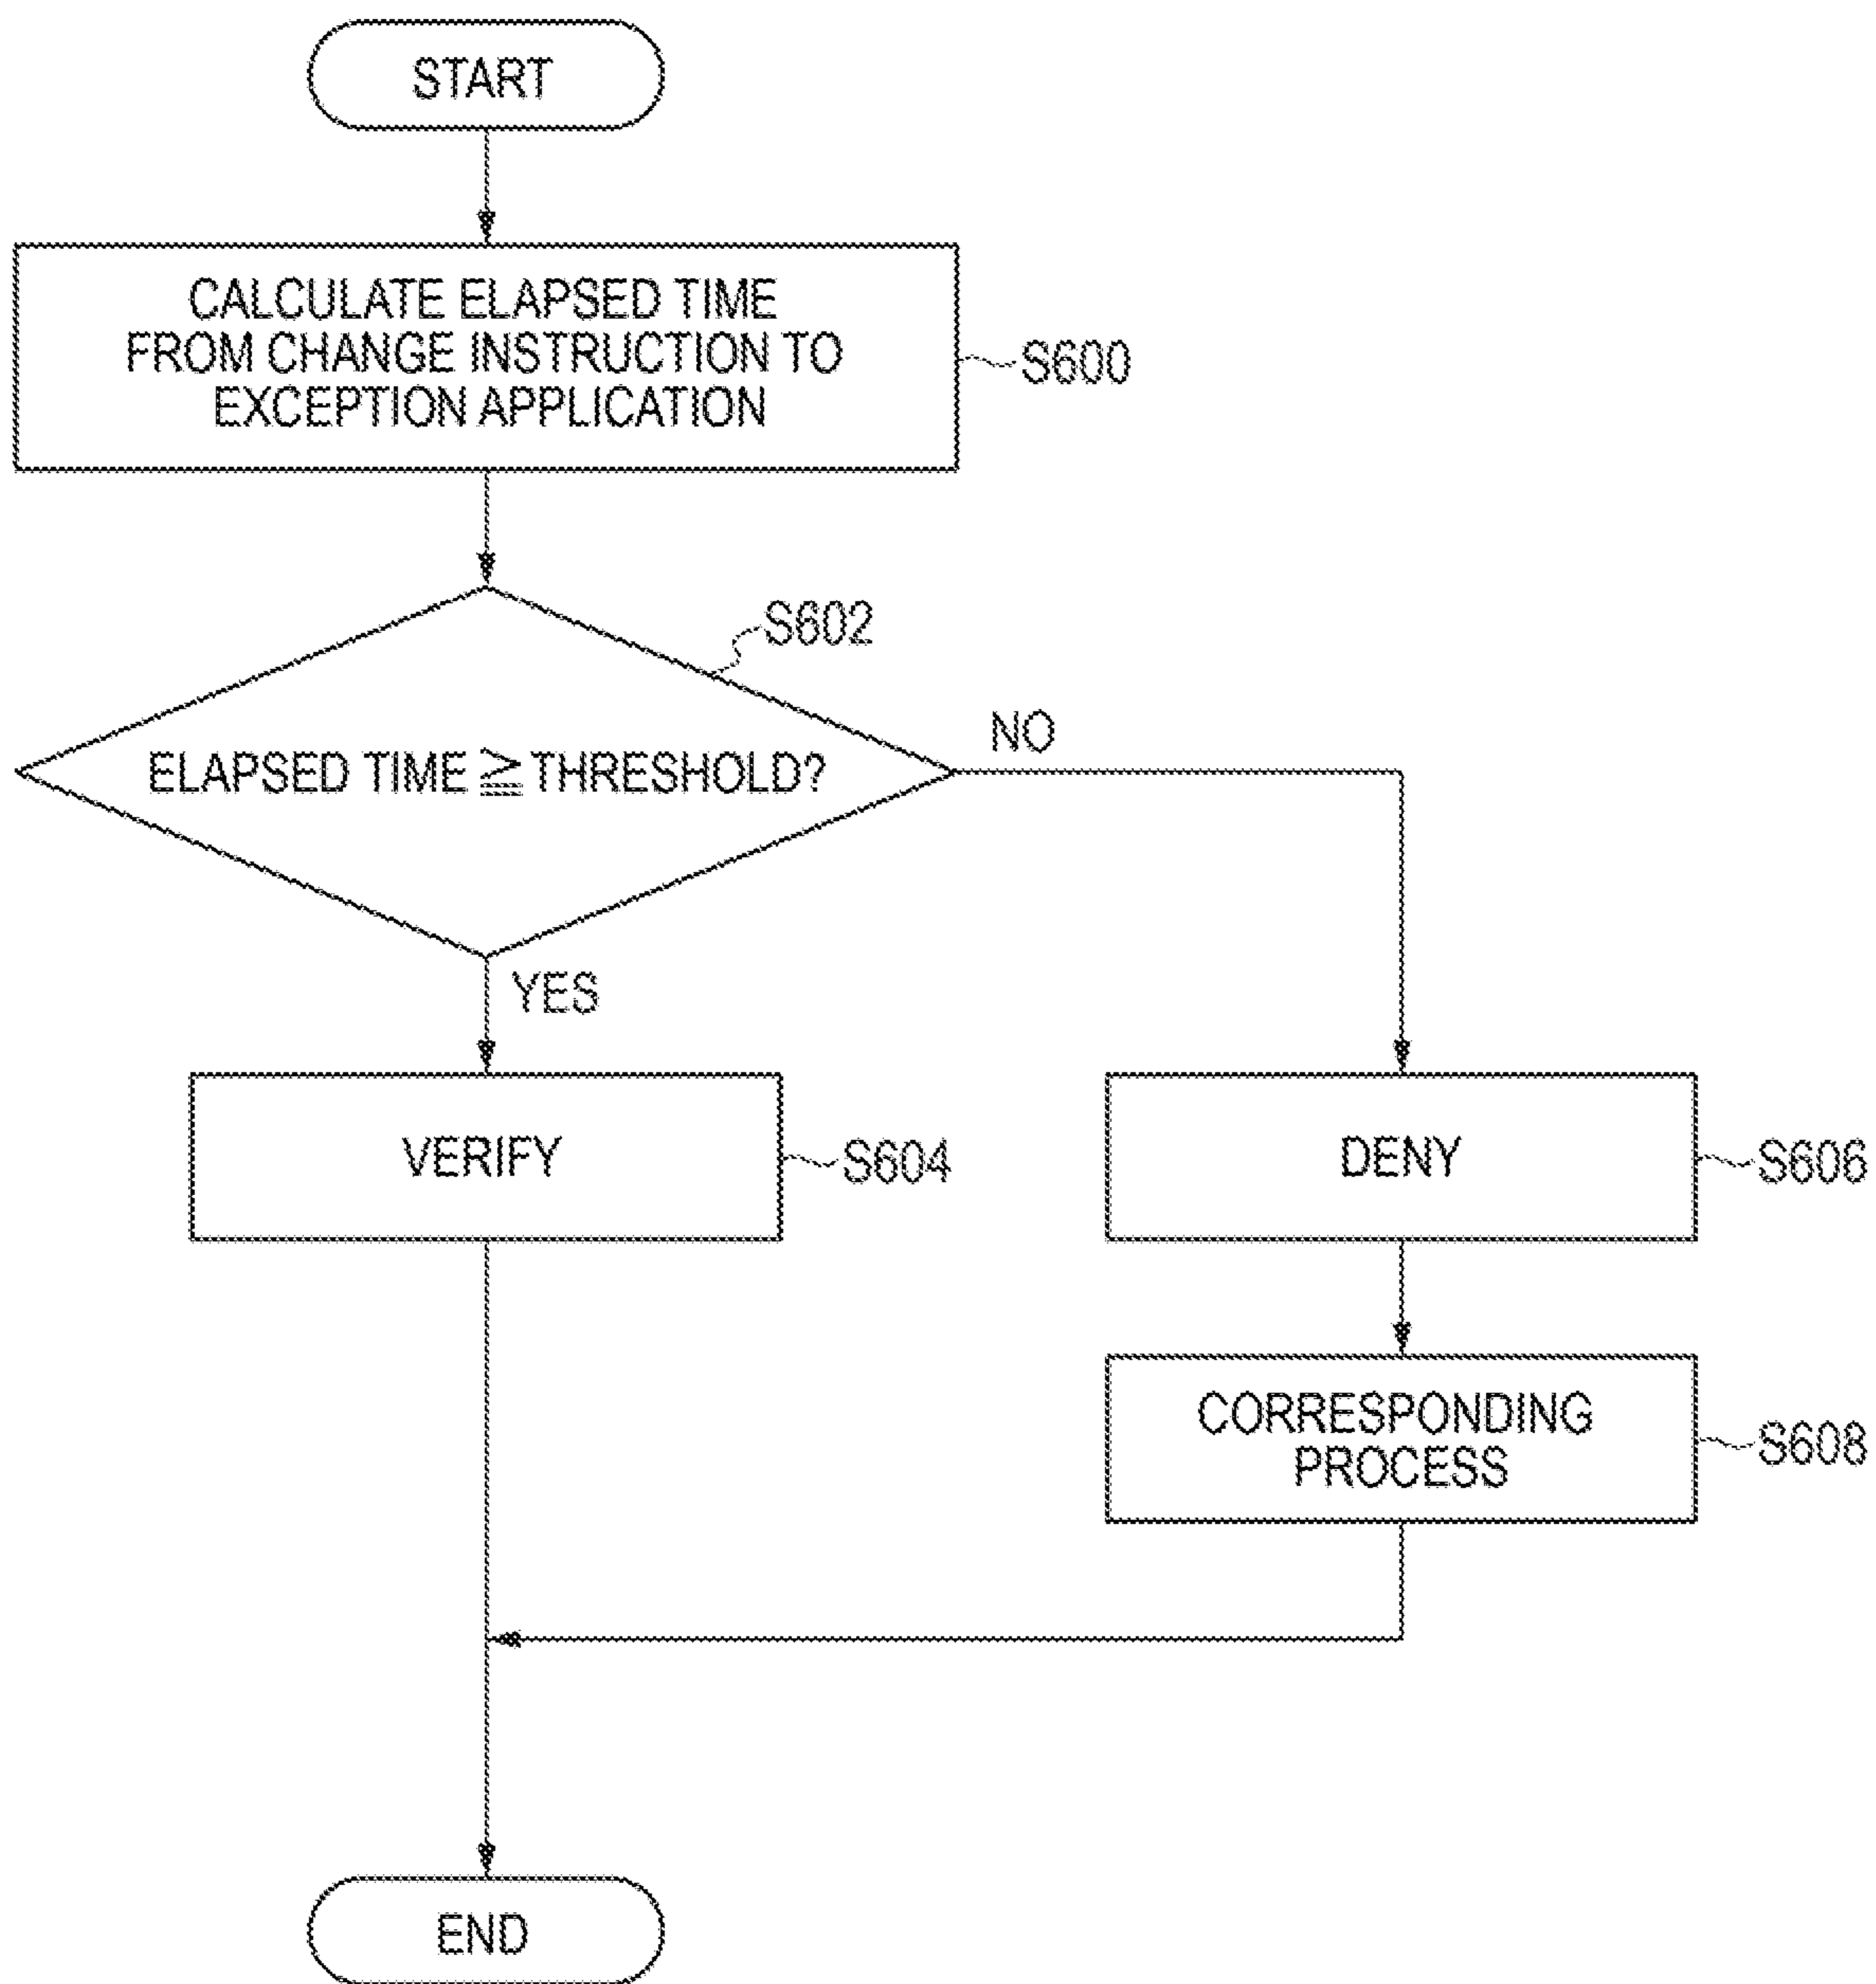 START
CALCULATE ELAPSED TIME
FROM CHANGE INSTRUCTION TO
EXCEPTION APPLICATION
S600
S602
ELAPSED TIME ≧ THRESHOLD?
NO
YES
VERIFY
S604
DENY
S606
CORRESPONDING
PROCESS
S608
END